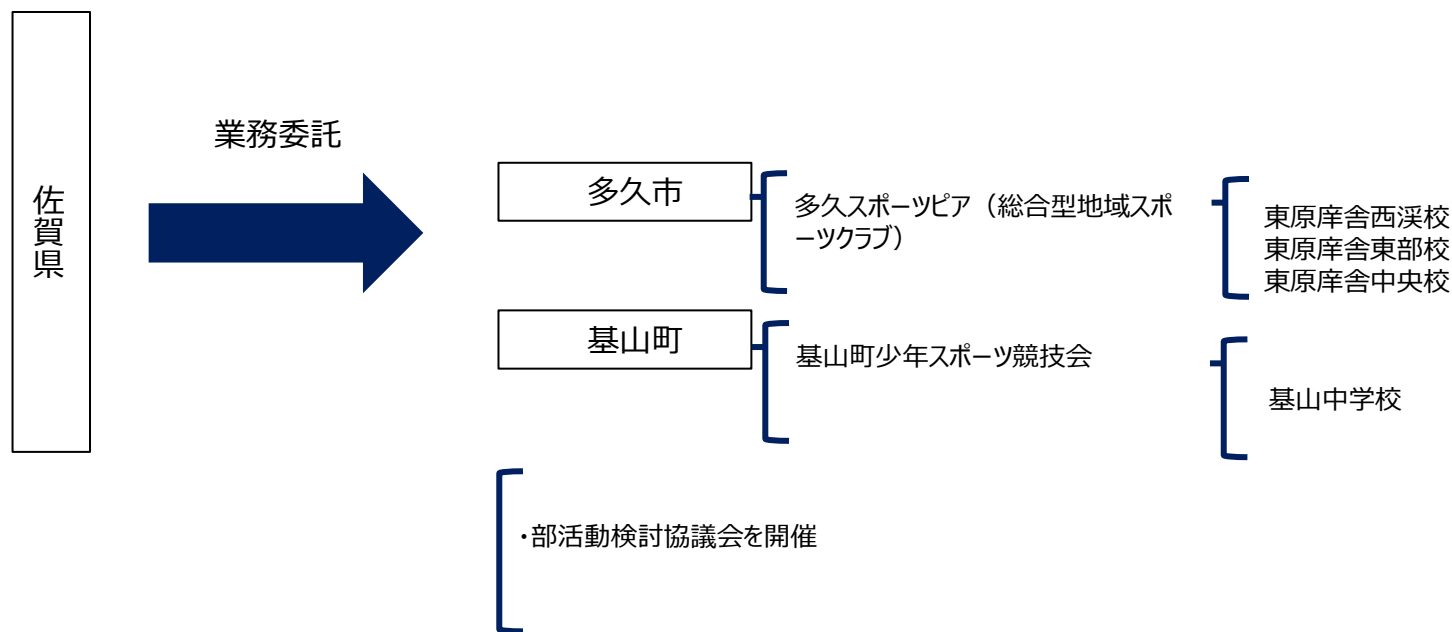 佐賀県
業務委託
多久市
多久スポーツピア（総合型地域スポ
ーツクラブ）
東原庠舎西渓校
東原庠舎東部校
東原庠舎中央校
基山町
基山町少年スポーツ競技会
基山中学校
・部活動検討協議会を開催